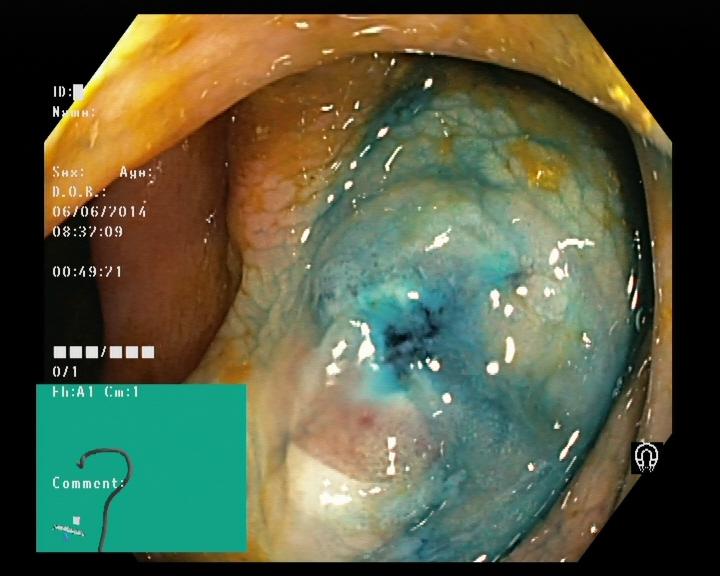 ID:
Name:
Sex: Age:
D.O.B.:
06/06/2014
08:37:09
00:49:21
■■■/■■■
0/1
Eh:A1 Cm:1
Comment: